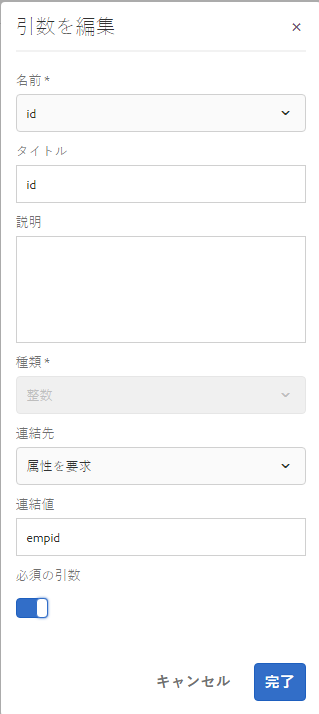 引数を編集
名前 *
id
タイトル
id
説明
種類 *
整数
連結先
属性を要求
連結値
empid
必須の引数
キャンセル 完了